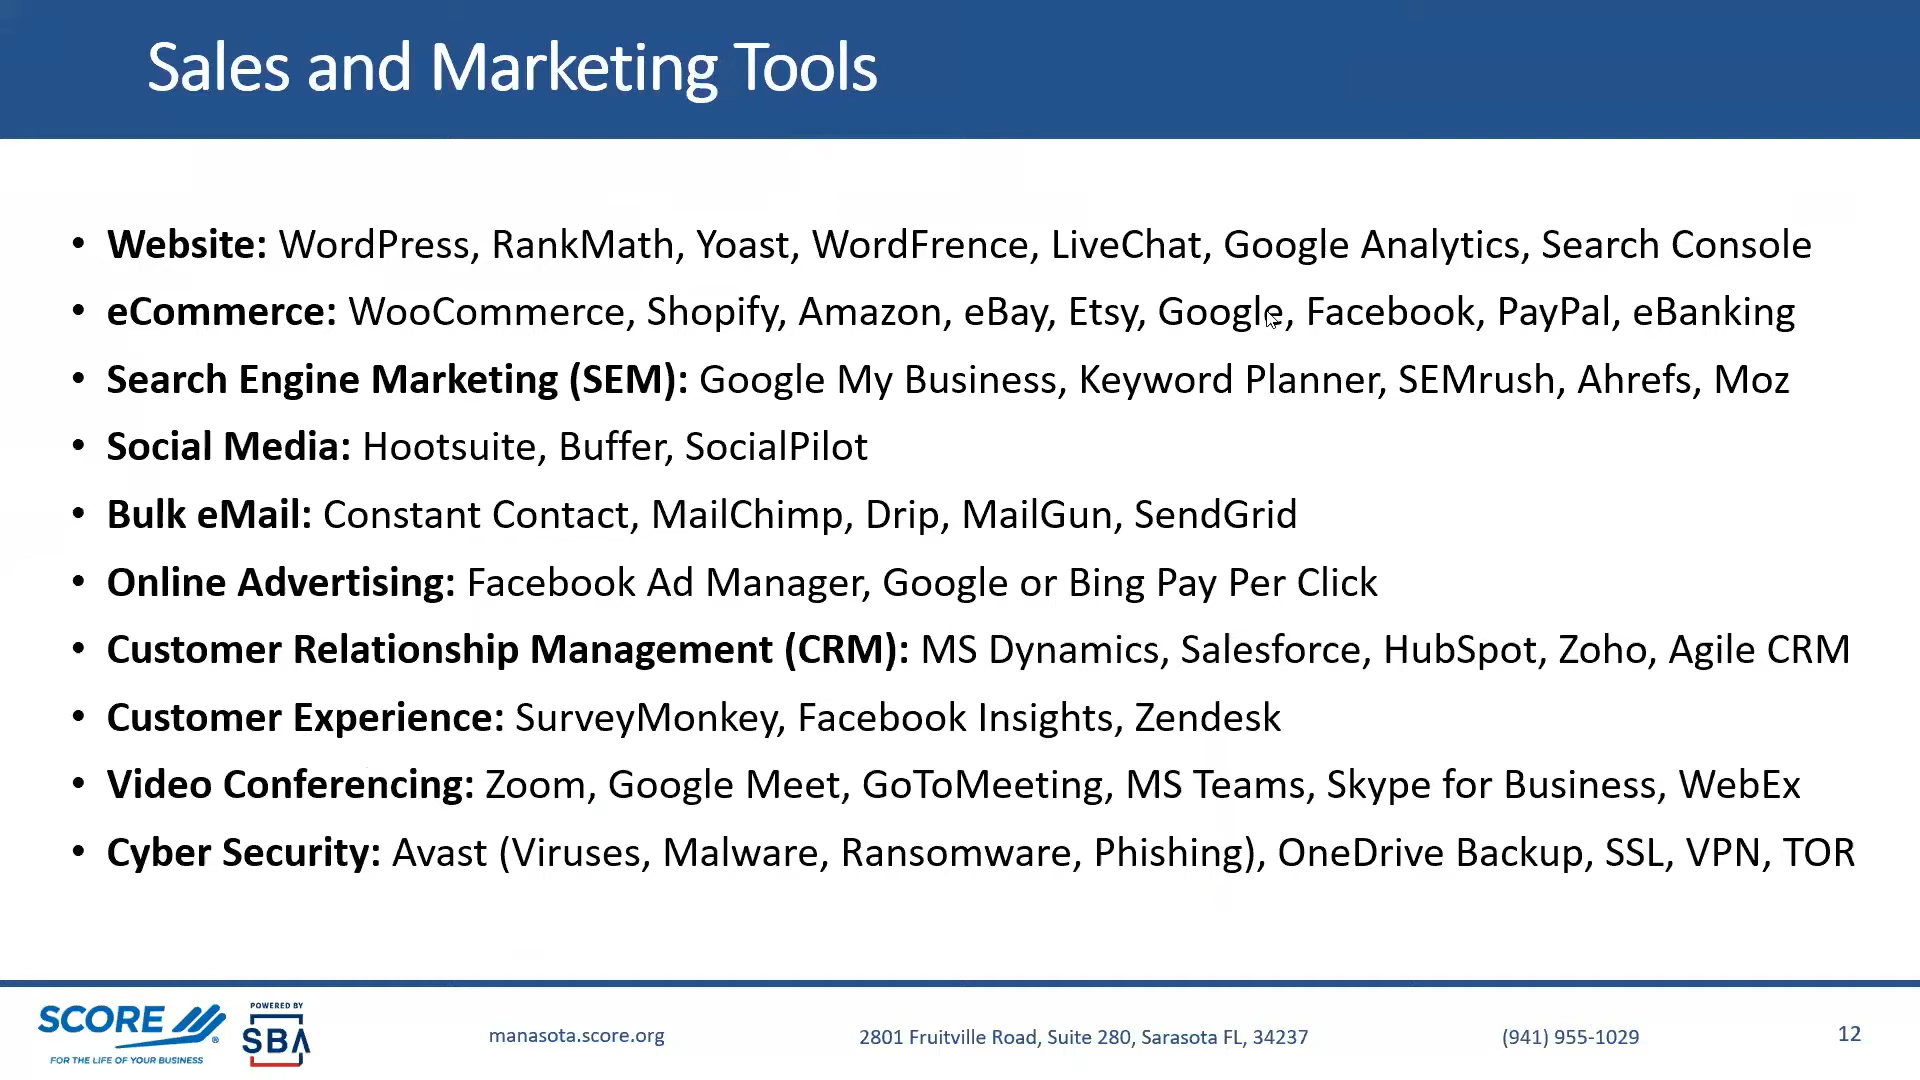 Sales and Marketing Tools
• Website: WordPress, RankMath, Yoast, WordFrence, LiveChat, Google Analytics, Search Console
• eCommerce: WooCommerce, Shopify, Amazon, eBay, Etsy, Google, Facebook, PayPal, eBanking
• Search Engine Marketing (SEM): Google My Business, Keyword Planner, SEMrush, Ahrefs, Moz
• Social Media: Hootsuite, Buffer, SocialPilot
• Bulk eMail: Constant Contact, MailChimp, Drip, MailGun, SendGrid
• Online Advertising: Facebook Ad Manager, Google or Bing Pay Per Click
• Customer Relationship Management (CRM): MS Dynamics, Salesforce, HubSpot, Zoho, Agile CRM
• Customer Experience: SurveyMonkey, Facebook Insights, Zendesk
• Video Conferencing: Zoom, Google Meet, GoToMeeting, MS Teams, Skype for Business, WebEx
• Cyber Security: Avast (Viruses, Malware, Ransomware, Phishing), OneDrive Backup, SSL, VPN, TOR
SCORE ®
FOR THE LIFE OF YOUR BUSINESS
POWERED BY
SBA
manasota.score.org
2801 Fruitville Road, Suite 280, Sarasota FL, 34237
(941) 955-1029
12